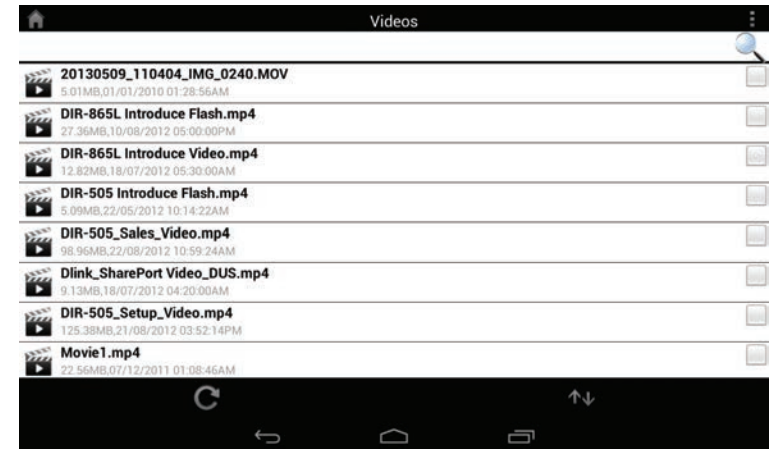 Videos
20130509_110404_IMG_0240.MOV
5.01MB,01/01/2010 01:28:56AM
DIR-865L Introduce Flash.mp4
27.36MB,10/08/2012 05:00:00PM
DIR-865L Introduce Video.mp4
12.82MB,18/07/2012 05:30:00AM
DIR-505 Introduce Flash.mp4
5.09MB,22/05/2012 10:14:22AM
DIR-505_Sales_Video.mp4
98.96MB,22/08/2012 10:59:24AM
Dlink_SharePort Video_DUS.mp4
9.13MB,18/07/2012 04:20:00AM
DIR-505_Setup_Video.mp4
125.38MB,21/08/2012 03:52:14PM
Movie1.mp4
22.56MB,07/12/2011 01:08:46AM